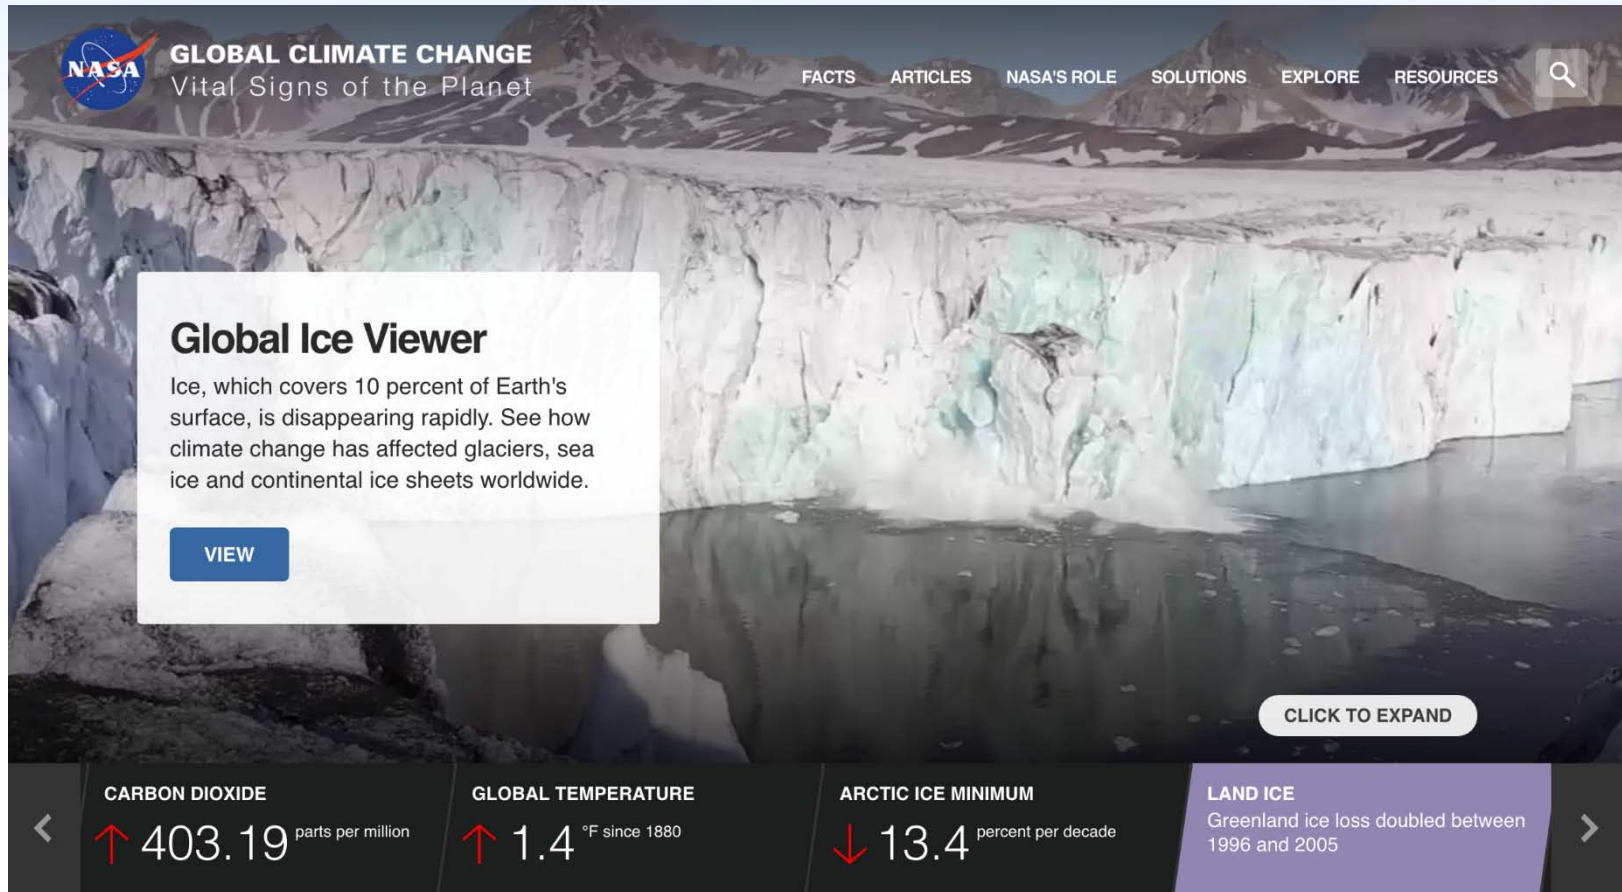 NASA
GLOBAL CLIMATE CHANGE
Vital Signs of the Planet
FACTS ARTICLES NASA'S ROLE SOLUTIONS EXPLORE RESOURCES
Global Ice Viewer
Ice, which covers 10 percent of Earth's
surface, is disappearing rapidly. See how
climate change has affected glaciers, sea
ice and continental ice sheets worldwide.
VIEW
CLICK TO EXPAND
CARBON DIOXIDE
403.19 parts per million
GLOBAL TEMPERATURE
1.4 °F since 1880
ARCTIC ICE MINIMUM
13.4 percent per decade
LAND ICE
Greenland ice loss doubled between
1996 and 2005